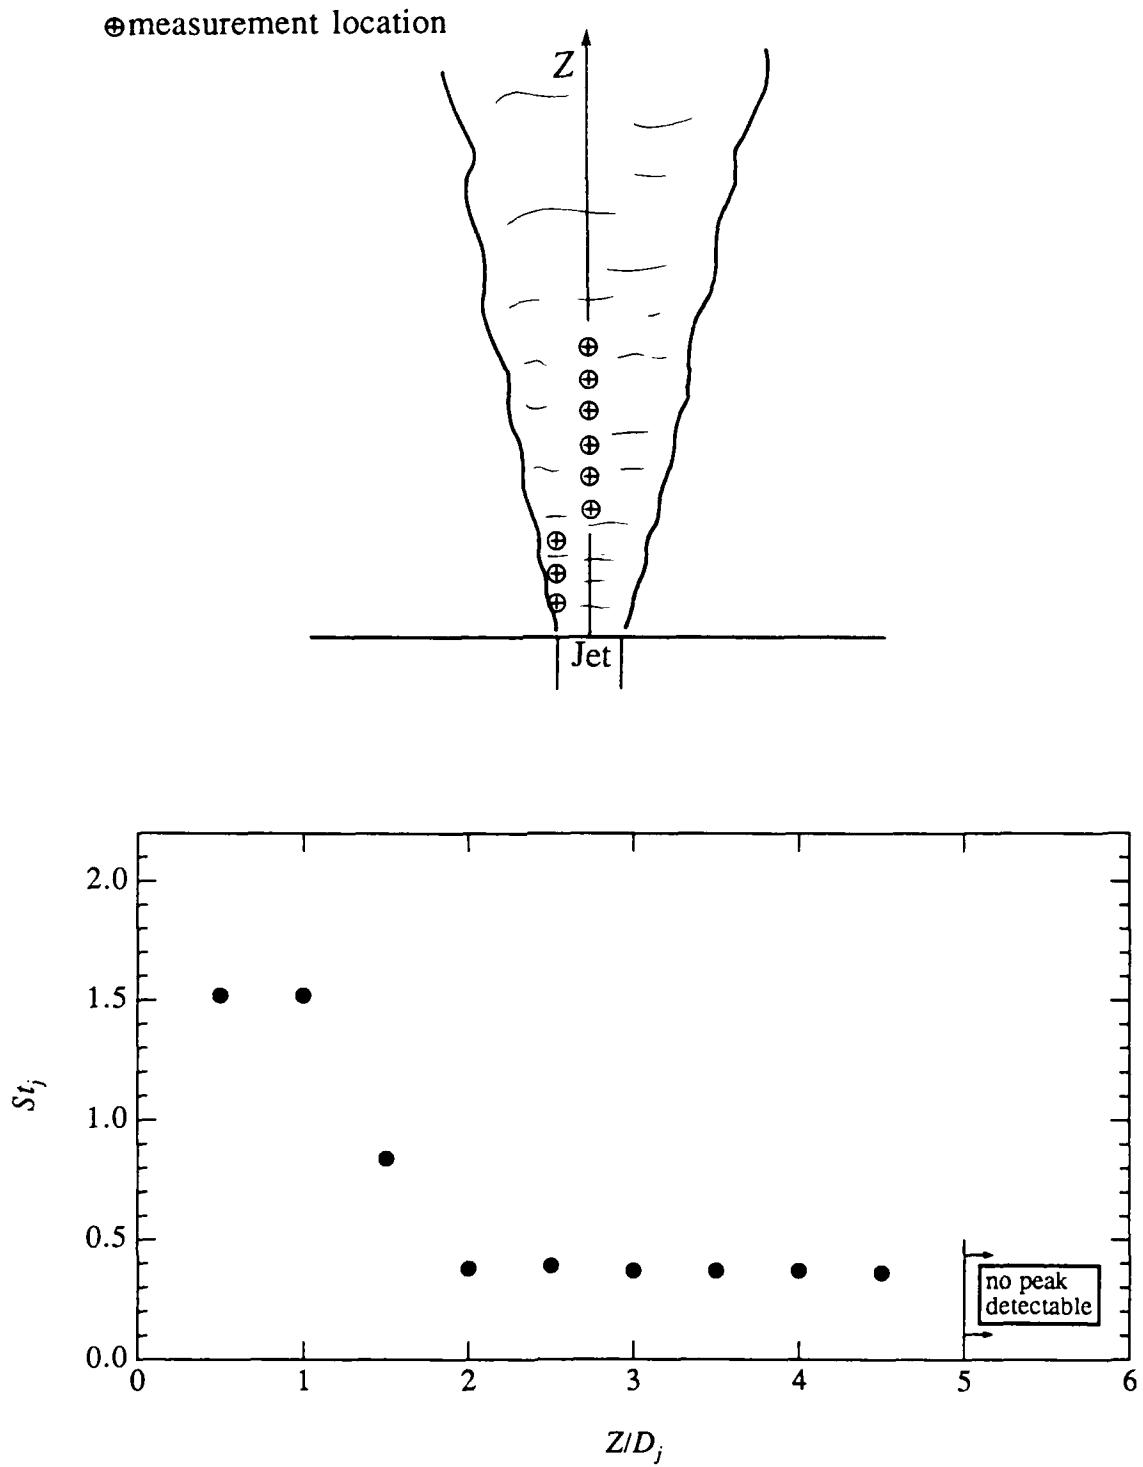 ⊕measurement location
Z
Jet
2.0
1.5
1.0
0.5
0.0
St_j
no peak
detectable
0 1 2 3 4 5 6
Z/D_j